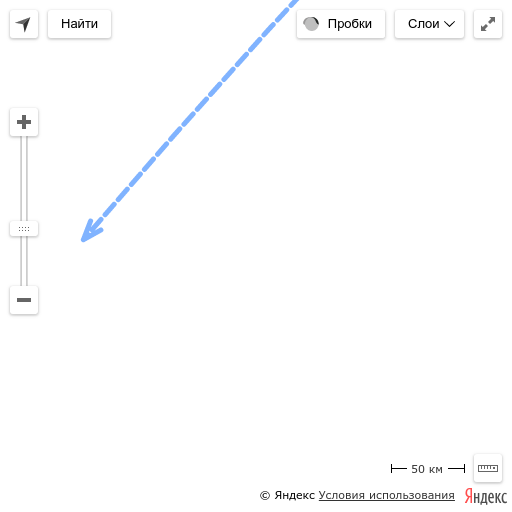 Найти
Пробки
Слои
50 км
© Яндекс Условия использования
Яндекс